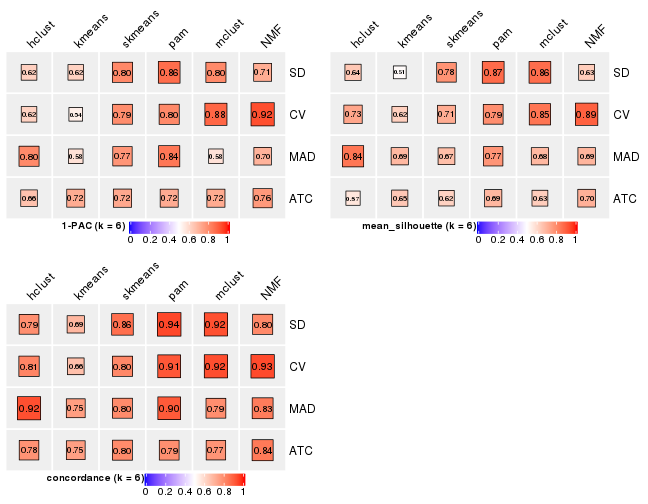 hclust kmeans skmeans pam mclust NMF
0.62 0.62 0.80 0.86 0.80 0.71 SD
0.62 0.54 0.79 0.80 0.88 0.92 CV
0.80 0.58 0.77 0.84 0.58 0.70 MAD
0.66 0.72 0.72 0.72 0.72 0.76 ATC
1-PAC (k = 6)
0 0.2 0.4 0.6 0.8 1
hclust kmeans skmeans pam mclust NMF
0.64 0.51 0.78 0.87 0.86 0.63 SD
0.73 0.62 0.71 0.79 0.85 0.89 CV
0.84 0.69 0.67 0.77 0.68 0.69 MAD
0.57 0.65 0.62 0.69 0.63 0.70 ATC
mean_silhouette (k = 6)
0 0.2 0.4 0.6 0.8 1
hclust kmeans skmeans pam mclust NMF
0.79 0.69 0.86 0.94 0.92 0.80 SD
0.81 0.66 0.80 0.91 0.92 0.93 CV
0.92 0.75 0.80 0.90 0.79 0.83 MAD
0.78 0.75 0.80 0.79 0.77 0.84 ATC
concordance (k = 6)
0 0.2 0.4 0.6 0.8 1